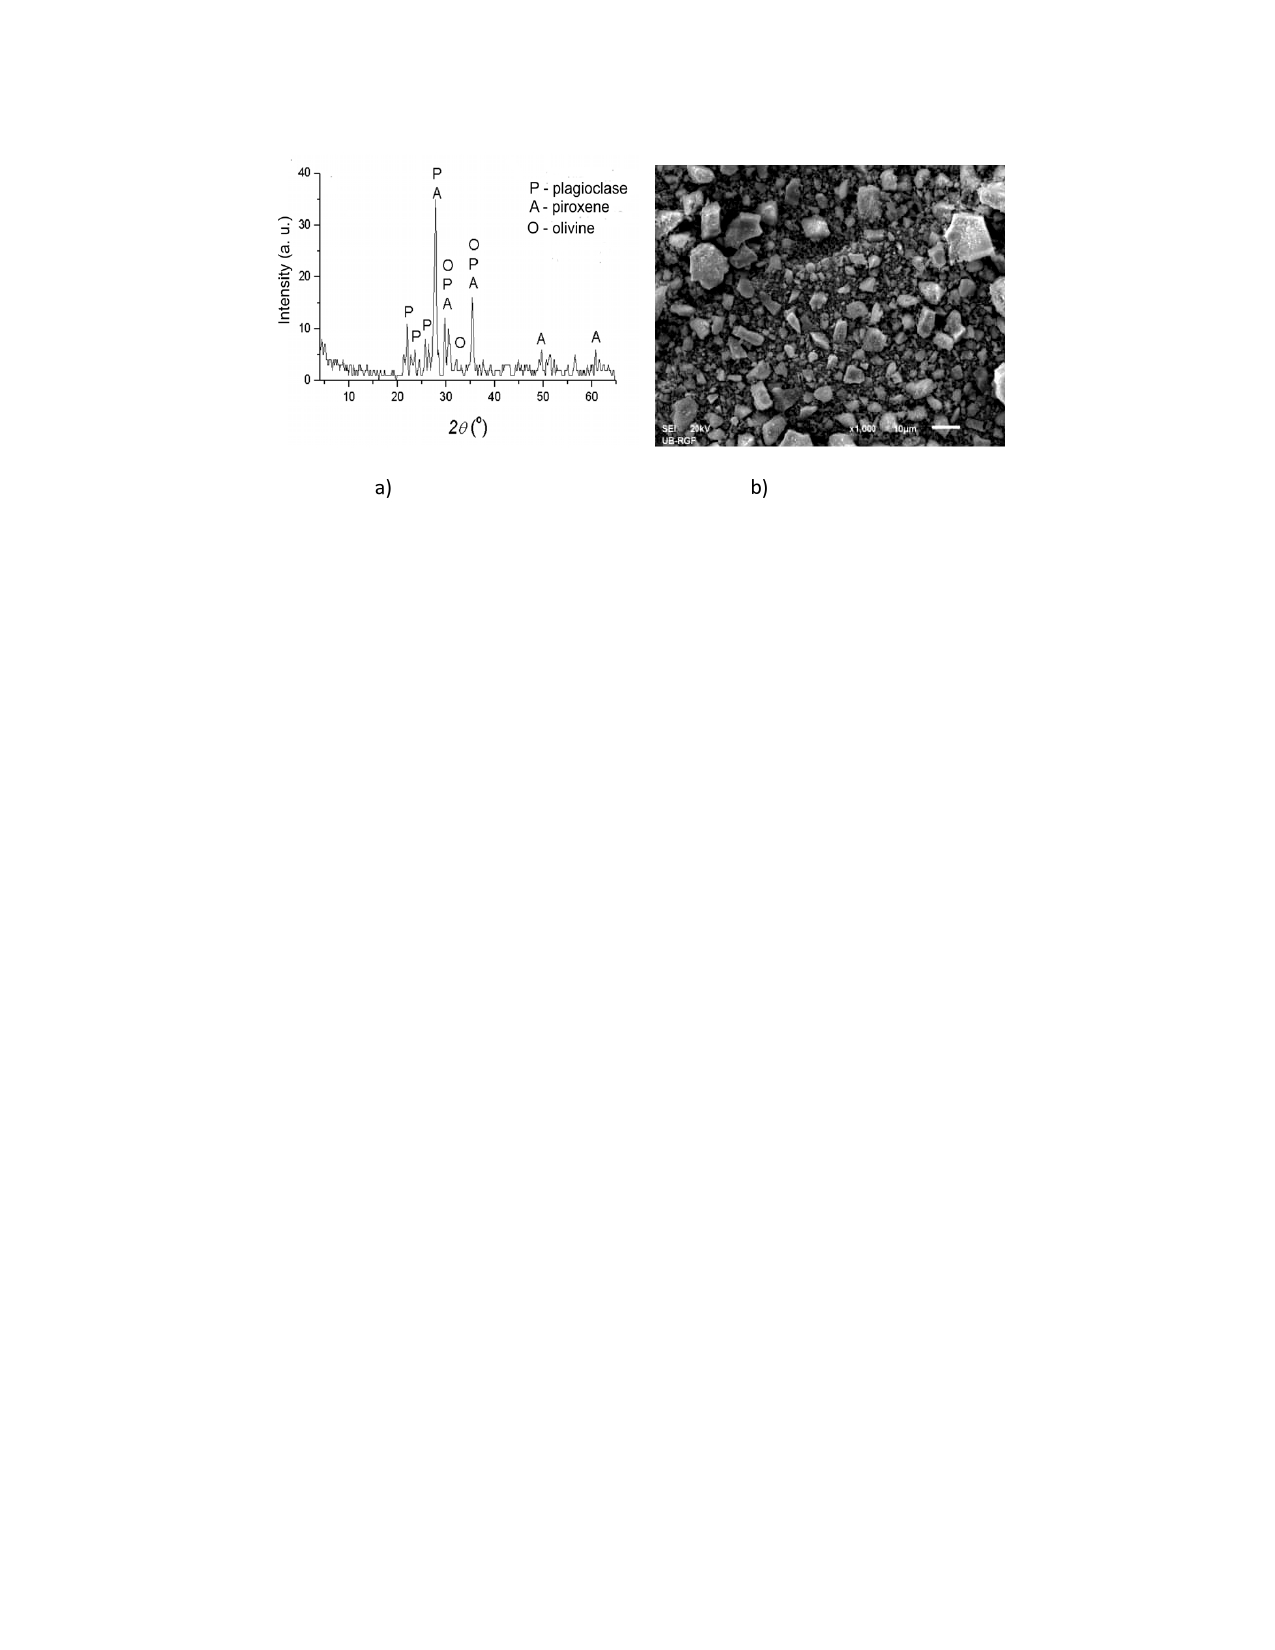 40
30
20
10
0
Intensity (a. u.)
P
A
O
P
A
O
P
A
P
P
P
O
A
A
P - plagioclase
A - piroxene
O - olivine
10 20 30 40 50 60
2θ (°)
SEI 20kV x1,000 10µm
UB-RGF
a) b)